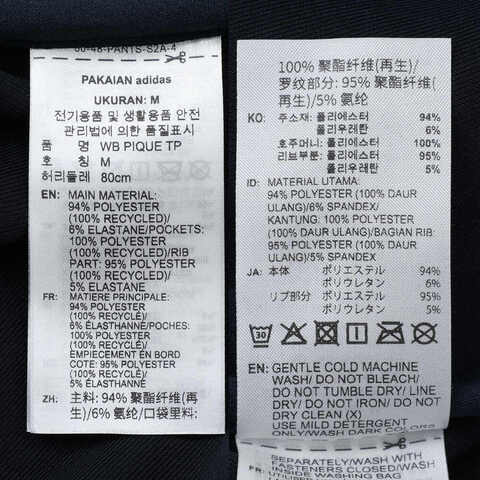 00-48-PANTS-S2A-4
PAKAIAN adidas
UKURAN: M
전기용품 및 생활용품 안전
관리법에 의한 품질표시
품 명 WB PIQUE TP
호 칭 M
허리둘레 80cm
EN: MAIN MATERIAL:
94% POLYESTER
(100% RECYCLED)/
6% ELASTANE/POCKETS:
100% POLYESTER
(100% RECYCLED)/RIB
PART: 95% POLYESTER
(100% RECYCLED)/
5% ELASTANE
FR: MATIÈRE PRINCIPALE:
94% POLYESTER
(100% RECYCLÉ)/
6% ÉLASTHANNE/POCHES:
100% POLYESTER
(100% RECYCLÉ)/
EMPIECEMENT EN BORD
COTE: 95% POLYESTER
(100% RECYCLÉ)/
5% ÉLASTHANNE
ZH: 主料: 94% 聚酯纤维(再
生)/6% 氨纶/口袋里料:
100% 聚酯纤维(再生)/
罗纹部分: 95% 聚酯纤维(
再生)/5% 氨纶
KO: 주소재: 폴리에스터 94%
폴리우레탄 6%
호주머니: 폴리에스터 100%
리브부분: 폴리에스터 95%
폴리우레탄 5%
ID: MATERIAL UTAMA:
94% POLYESTER (100% DAUR
ULANG)/6% SPANDEX/
KANTUNG: 100% POLYESTER
(100% DAUR ULANG)/BAGIAN RIB:
95% POLYESTER (100% DAUR
ULANG)/5% SPANDEX
JA: 本体 ポリエステル 94%
ポリウレタン 6%
リブ部分 ポリエステル 95%
ポリウレタン 5%
30
EN: GENTLE COLD MACHINE
WASH/ DO NOT BLEACH/
DO NOT TUMBLE DRY/ LINE
DRY/ DO NOT IRON/ DO NOT
DRY CLEAN (X)
USE MILD DETERGENT
ONLY/
SEPARATELY/WASH WITH
FASTENERS CLOSED/WASH
INSIDE WASHING BAG
FR: